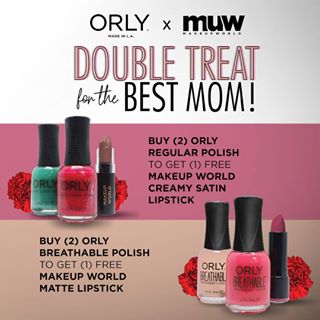 ORLY x muw
MADE IN L.A. MAKEUPWORLD
DOUBLE TREAT
for the BEST MOM!
BUY (2) ORLY
REGULAR POLISH
TO GET (1) FREE
MAKEUP WORLD
CREAMY SATIN
LIPSTICK
ORLY
ORLY
MAKEUP WORLD
BUY (2) ORLY
BREATHABLE POLISH
TO GET (1) FREE
MAKEUP WORLD
MATTE LIPSTICK
ORLY
BREATHABLE
ORLY
BREATHABLE